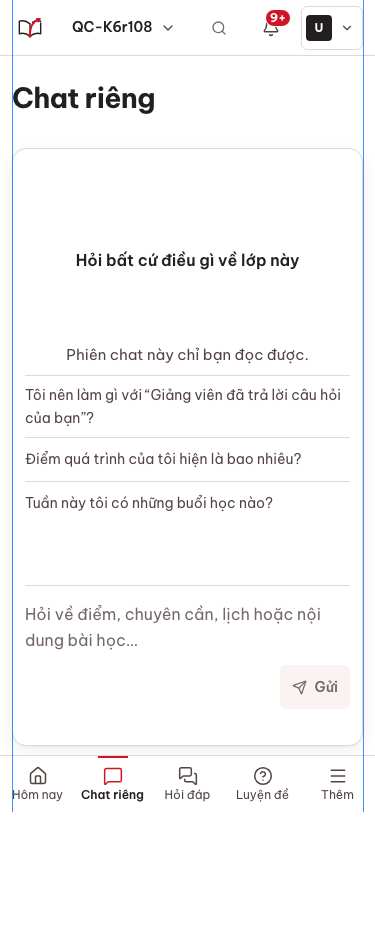 QC-K6r108
9+
U
Chat riêng
Hỏi bất cứ điều gì về lớp này
Phiên chat này chỉ bạn đọc được.
Tôi nên làm gì với “Giảng viên đã trả lời câu hỏi
của bạn”?
Điểm quá trình của tôi hiện là bao nhiêu?
Tuần này tôi có những buổi học nào?
Hỏi về điểm, chuyên cần, lịch hoặc nội
dung bài học…
Gửi
Hôm nay
Chat riêng
Hỏi đáp
Luyện đề
Thêm